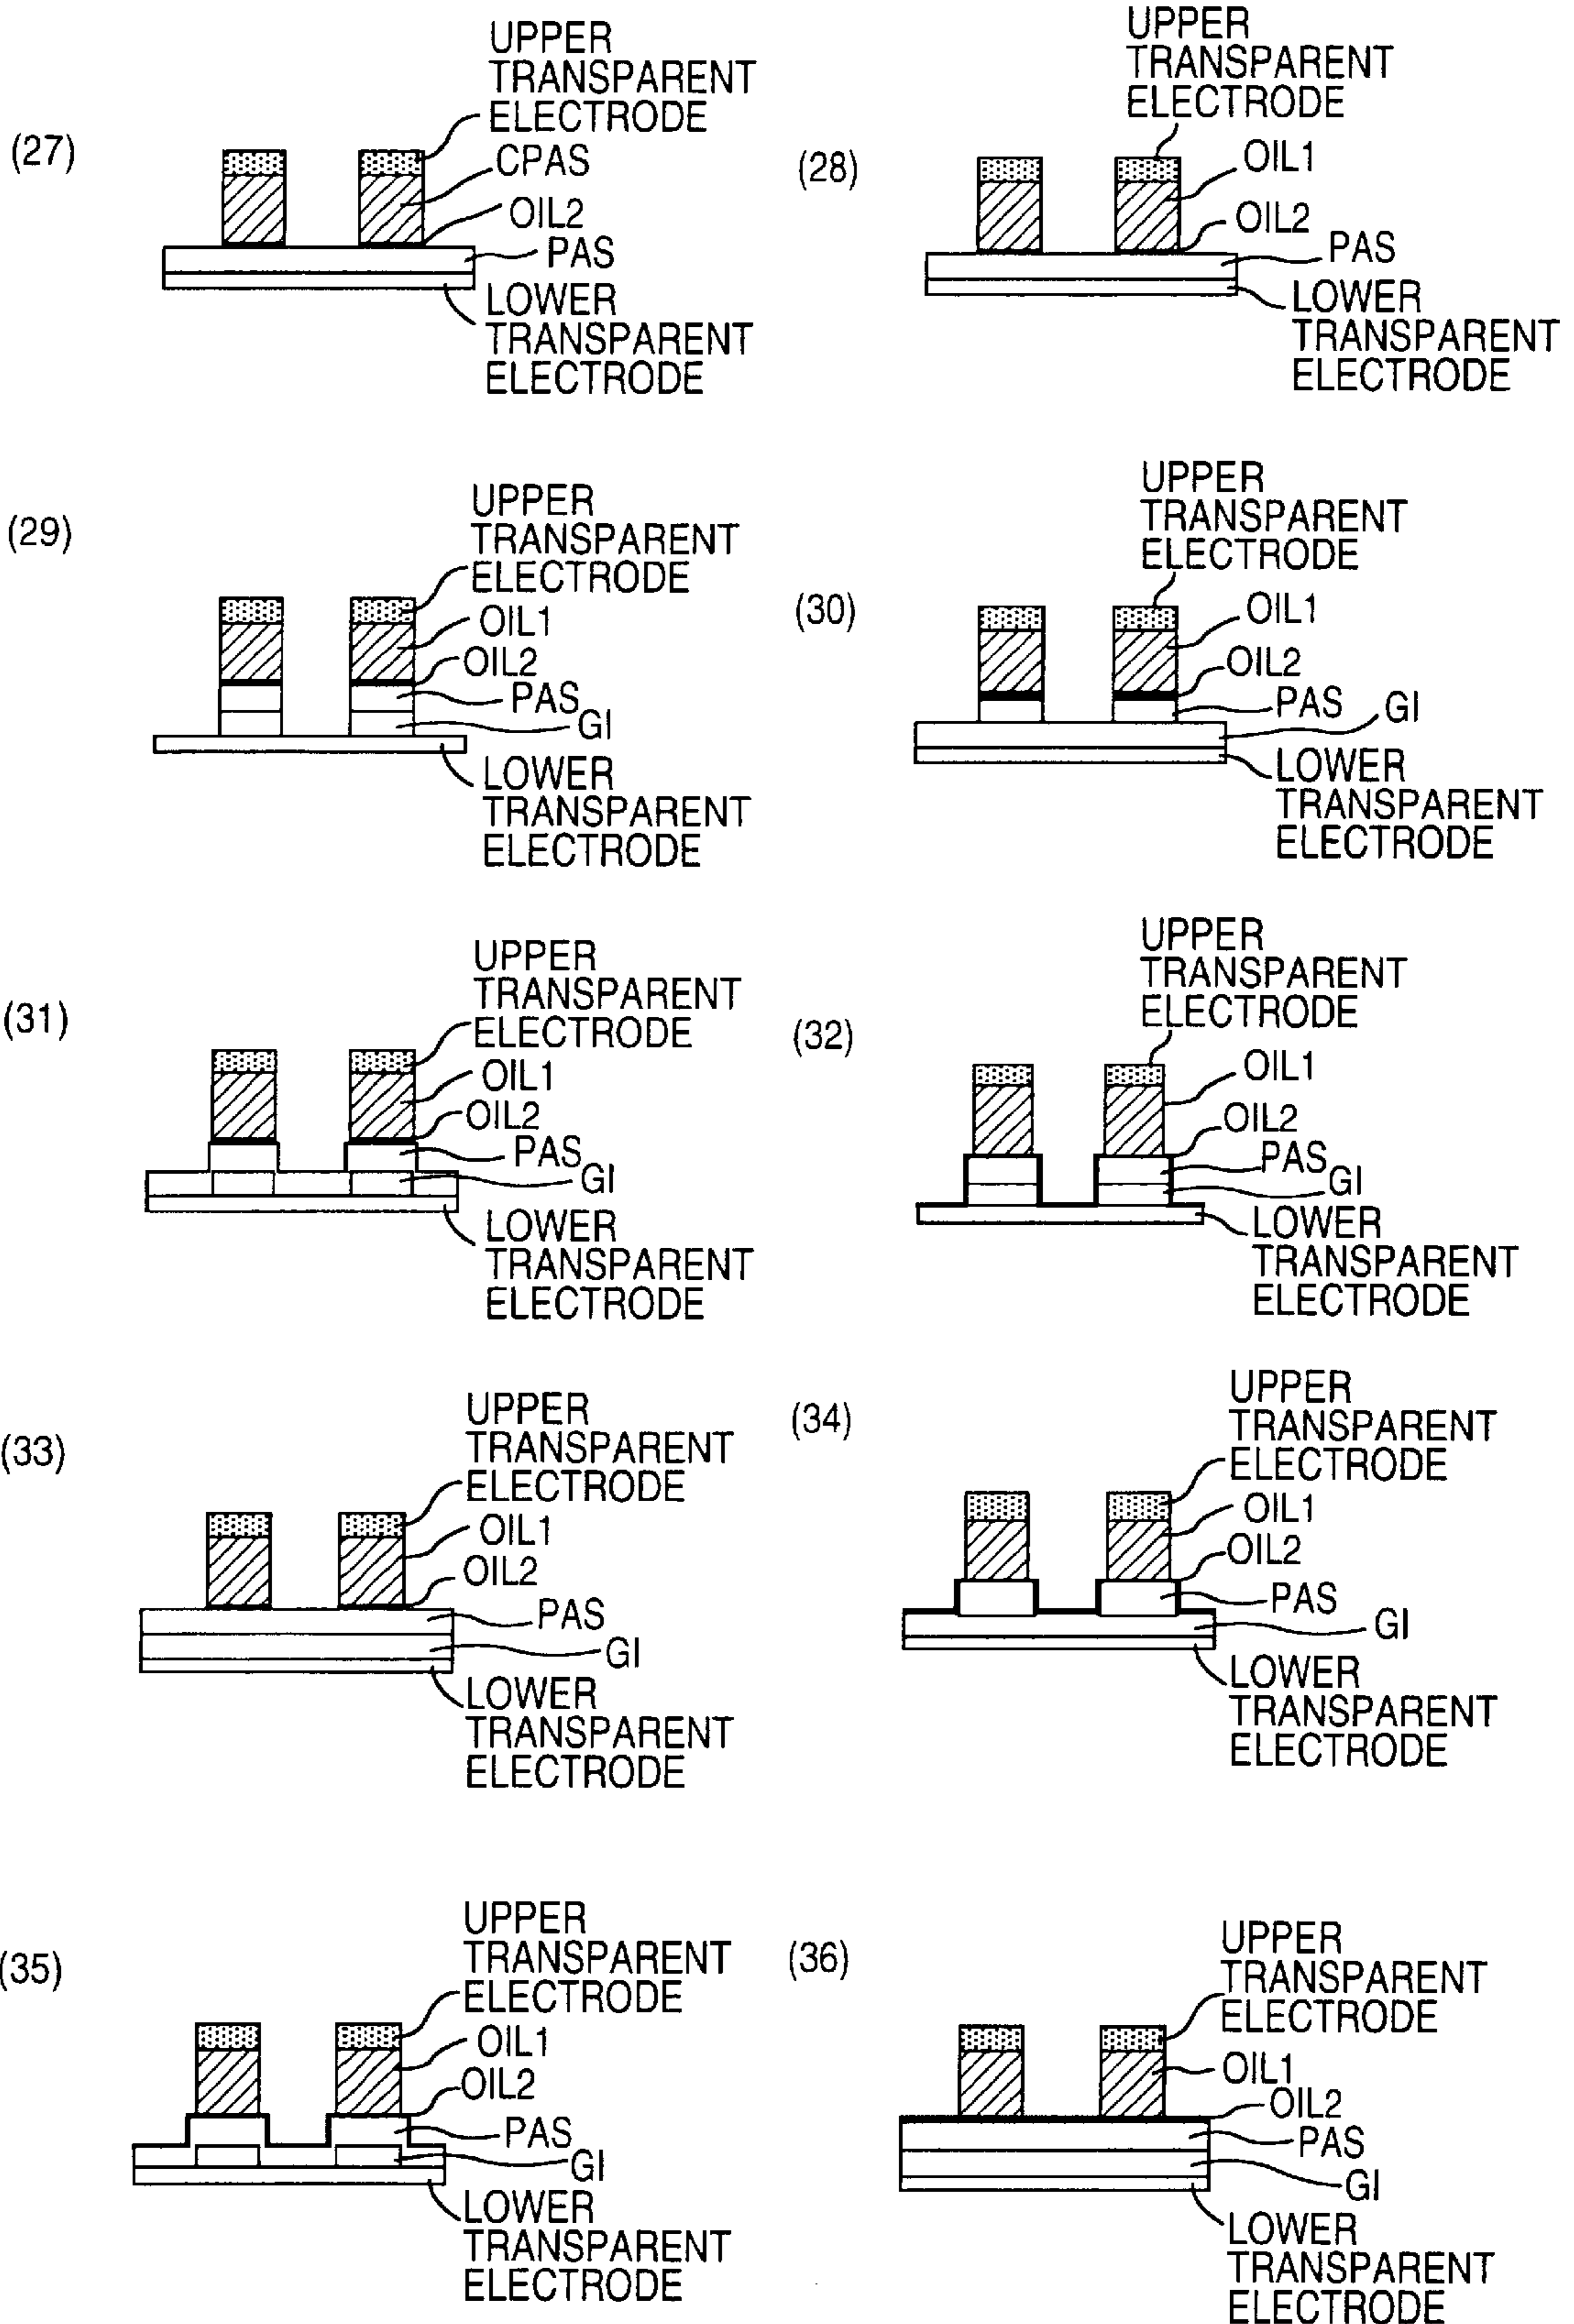 (27)
UPPER
TRANSPARENT
ELECTRODE
CPAS
OIL2
PAS
LOWER
TRANSPARENT
ELECTRODE
(28)
UPPER
TRANSPARENT
ELECTRODE
OIL1
OIL2
PAS
LOWER
TRANSPARENT
ELECTRODE
(29)
UPPER
TRANSPARENT
ELECTRODE
OIL1
OIL2
PAS
GI
LOWER
TRANSPARENT
ELECTRODE
(30)
UPPER
TRANSPARENT
ELECTRODE
OIL1
OIL2
PAS
GI
LOWER
TRANSPARENT
ELECTRODE
(31)
UPPER
TRANSPARENT
ELECTRODE
OIL1
OIL2
PAS
GI
LOWER
TRANSPARENT
ELECTRODE
(32)
UPPER
TRANSPARENT
ELECTRODE
OIL1
OIL2
PAS
GI
LOWER
TRANSPARENT
ELECTRODE
(33)
UPPER
TRANSPARENT
ELECTRODE
OIL1
OIL2
PAS
GI
LOWER
TRANSPARENT
ELECTRODE
(34)
UPPER
TRANSPARENT
ELECTRODE
OIL1
OIL2
PAS
GI
LOWER
TRANSPARENT
ELECTRODE
(35)
UPPER
TRANSPARENT
ELECTRODE
OIL1
OIL2
PAS
GI
LOWER
TRANSPARENT
ELECTRODE
(36)
UPPER
TRANSPARENT
ELECTRODE
OIL1
OIL2
PAS
GI
LOWER
TRANSPARENT
ELECTRODE